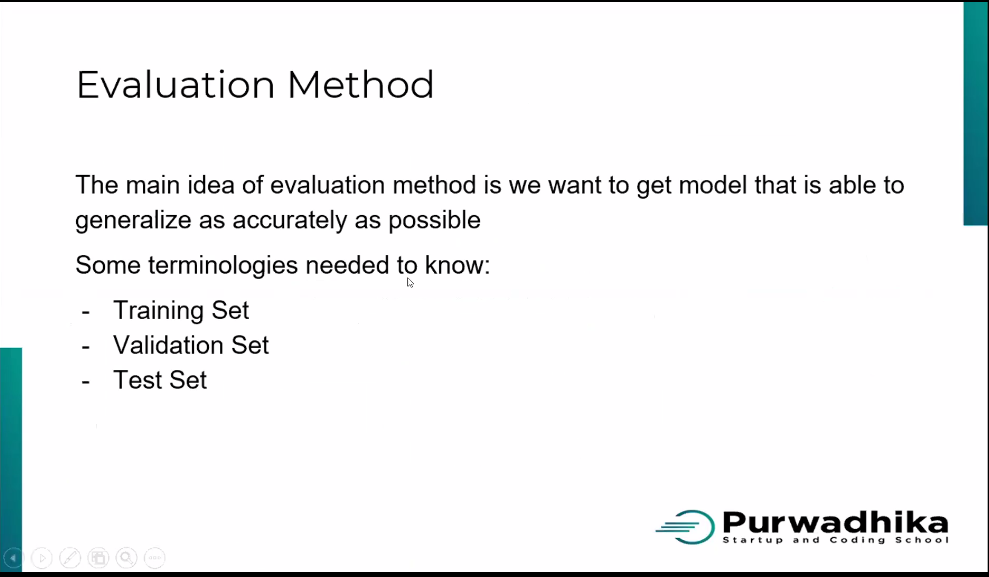 Evaluation Method
The main idea of evaluation method is we want to get model that is able to
generalize as accurately as possible
Some terminologies needed to know:
- Training Set
- Validation Set
- Test Set
Purwadhika
Startup and Coding School